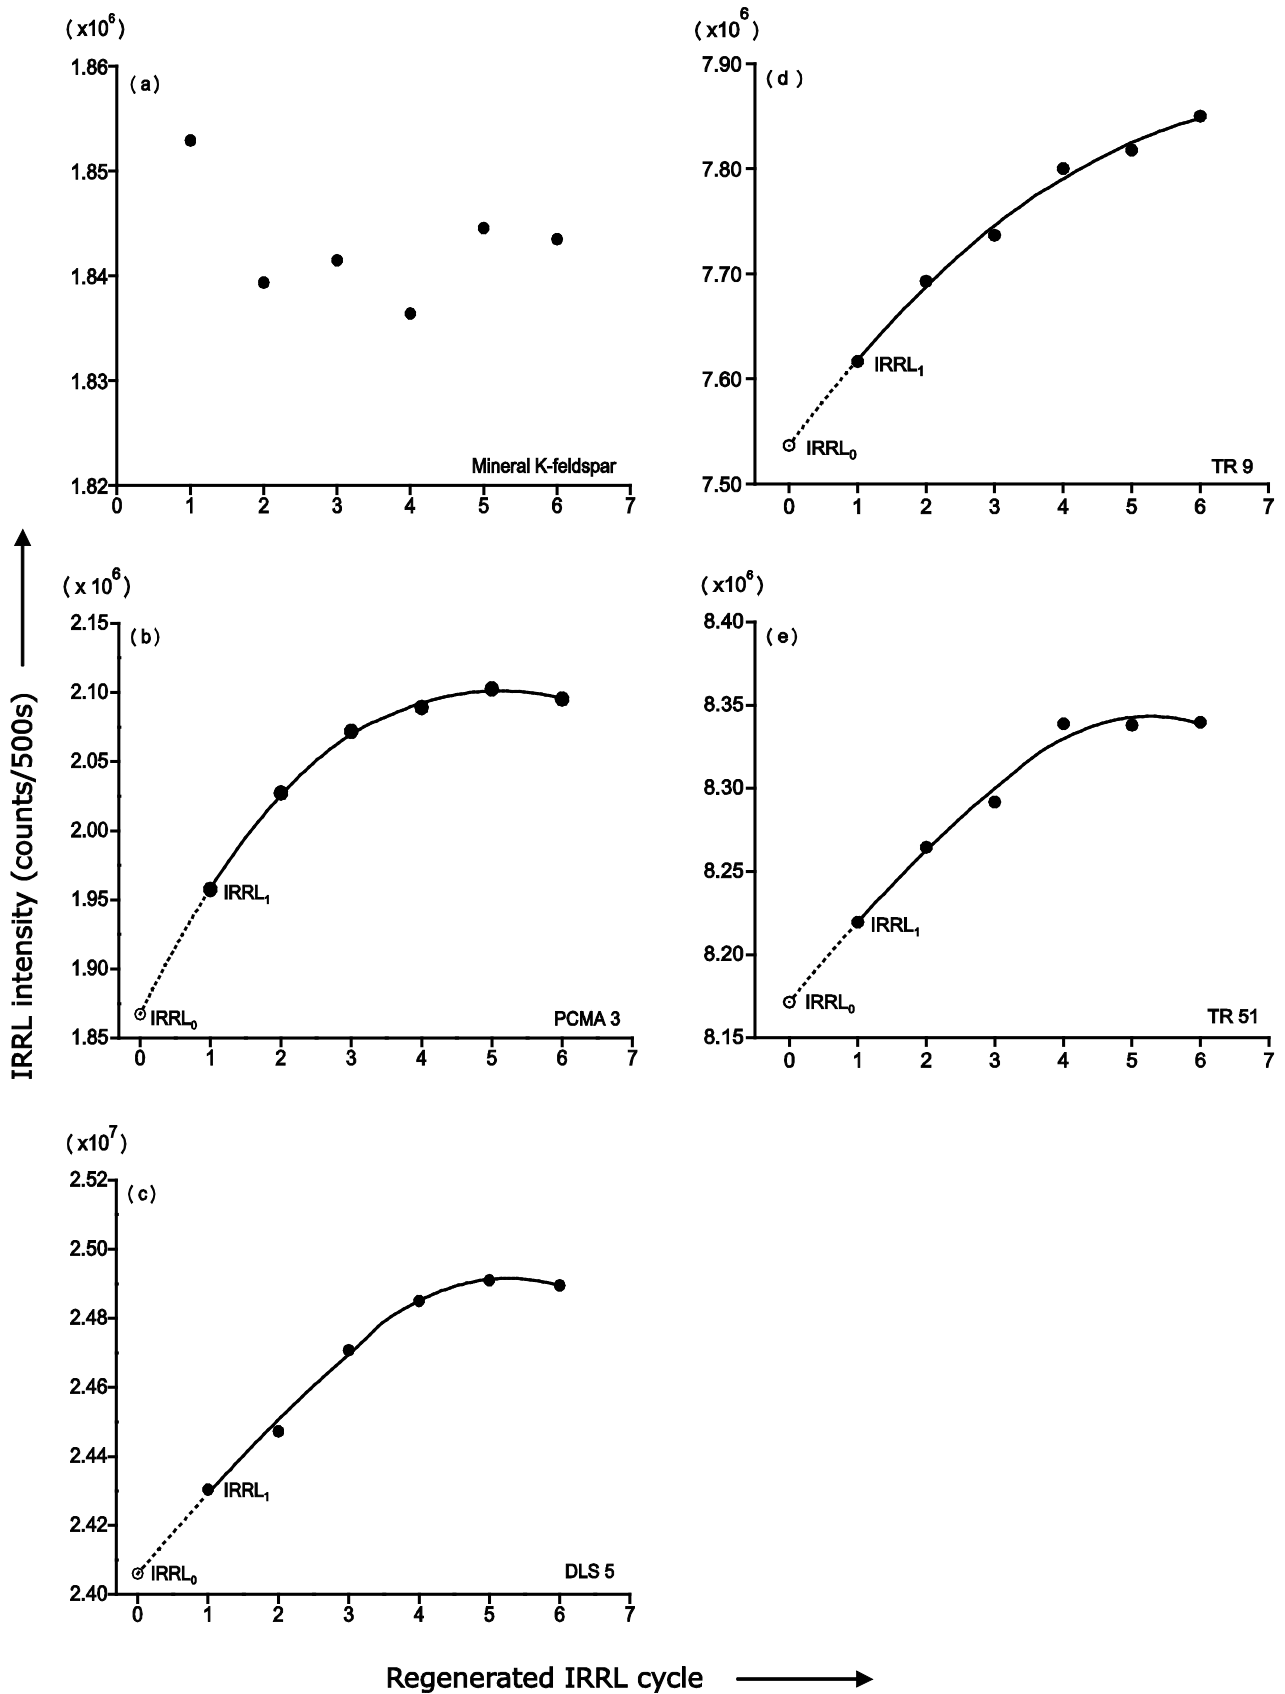 (x10⁶)
1.86
(a)
1.85
1.84
1.83
1.82
Mineral K-feldspar
0 1 2 3 4 5 6 7
(x 10⁶)
2.15
(b)
2.10
2.05
2.00
1.95
IRRL₁
1.90
1.85
IRRL₀
PCMA 3
0 1 2 3 4 5 6 7
(x10⁷)
2.52
(c)
2.50
2.48
2.46
2.44
IRRL₁
2.42
IRRL₀
DLS 5
2.40
0 1 2 3 4 5 6 7
(x10⁶)
7.90
(d)
7.80
7.70
IRRL₁
7.60
IRRL₀
TR 9
7.50
0 1 2 3 4 5 6 7
(x10⁶)
8.40
(e)
8.35
8.30
8.25
IRRL₁
8.20
IRRL₀
TR 51
8.15
0 1 2 3 4 5 6 7
IRRL intensity (counts/500s)
Regenerated IRRL cycle